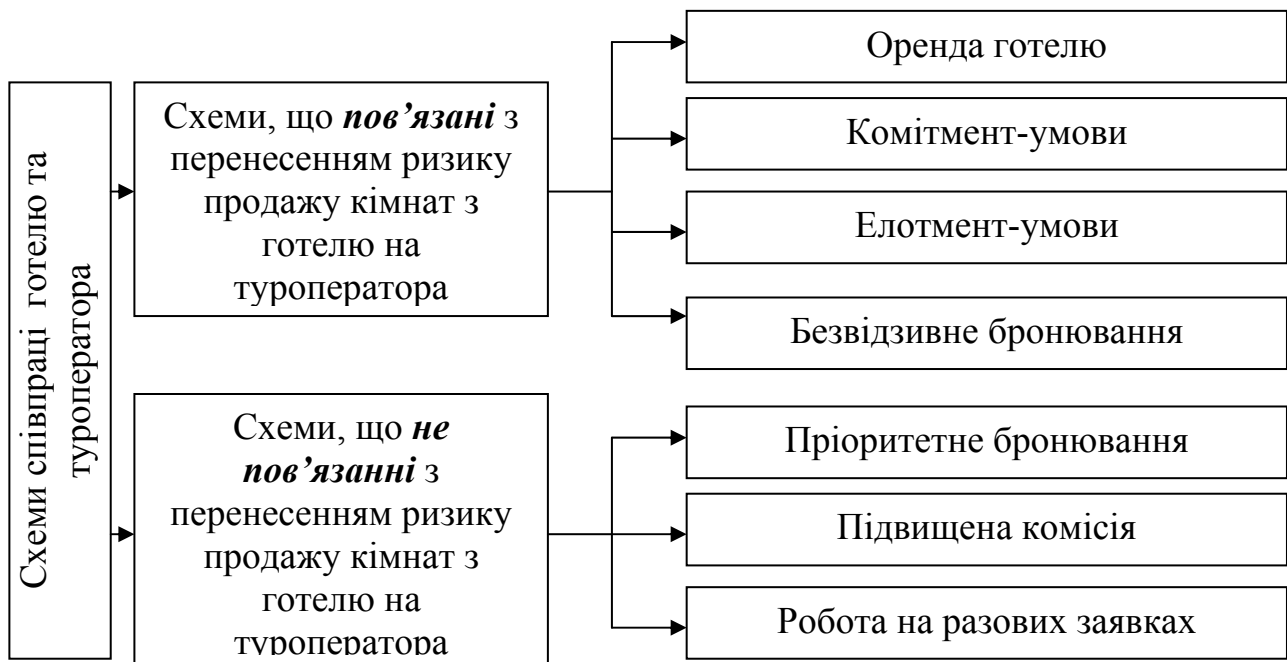 Схеми співпраці готелю та
туроператора
Схеми, що пов’язані з
перенесенням ризику
продажу кімнат з
готелю на
туроператора
Оренда готелю
Комітмент-умови
Елотмент-умови
Безвідзивне бронювання
Схеми, що не
пов’язанні з
перенесенням ризику
продажу кімнат з
готелю на
туроператора
Пріоритетне бронювання
Підвищена комісія
Робота на разових заявках